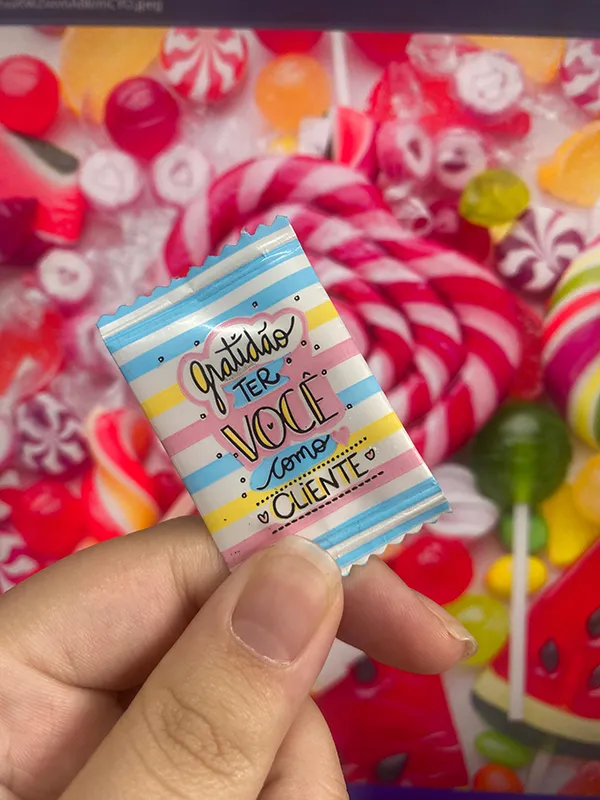 gratidão
TER
VOCÊ
como
CLIENTE